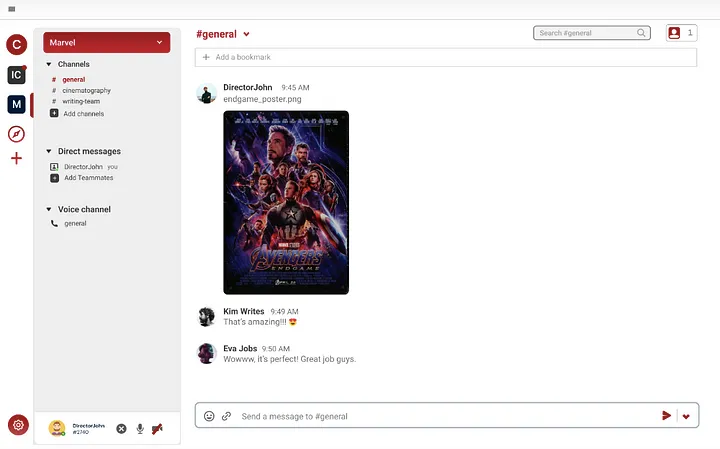 C
IC
M
Marvel
Channels
# general
# cinematography
# writing-team
Add channels
Direct messages
DirectorJohn you
Add Teammates
Voice channel
general
DirectorJohn
#2740
#general
Search #general
1
Add a bookmark
DirectorJohn 9:45 AM
endgame_poster.png
MARVEL STUDIOS
AVENGERS
ENDGAME
Kim Writes 9:49 AM
That's amazing!!! 😍
Eva Jobs 9:50 AM
Wowww, it's perfect! Great job guys.
Send a message to #general